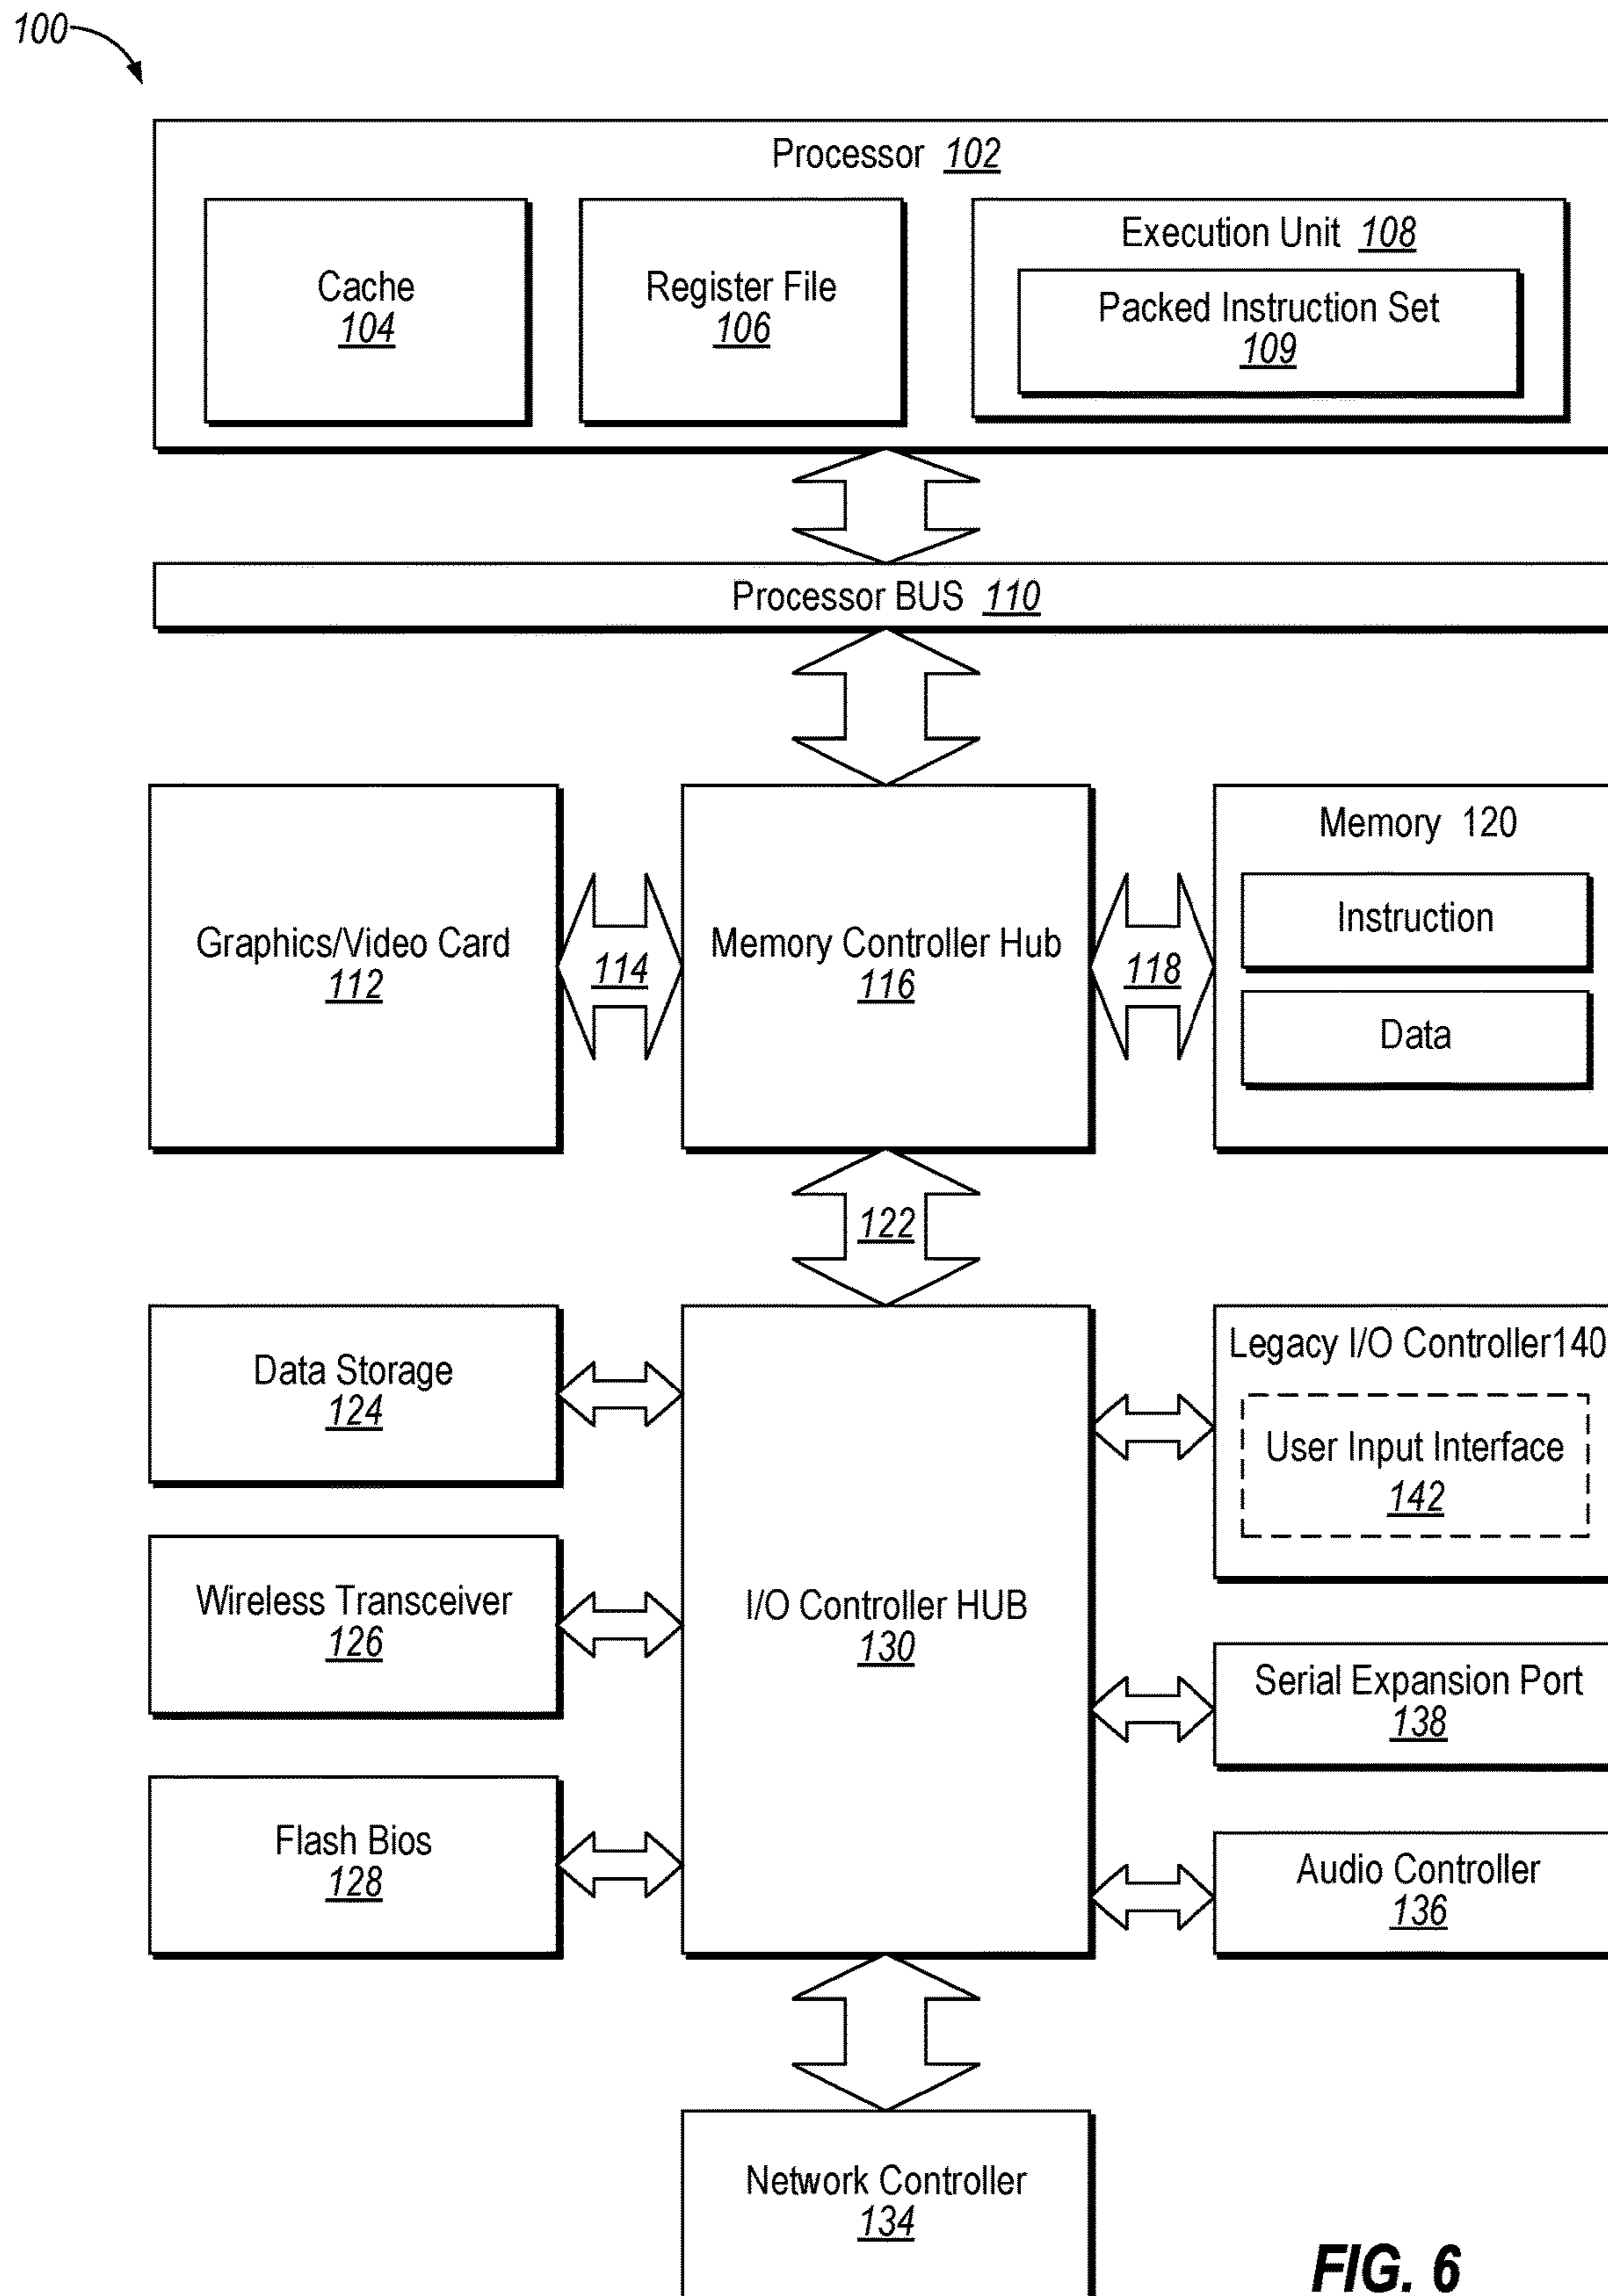 100
Processor 102
Cache
104
Register File
106
Execution Unit 108
Packed Instruction Set
109
Processor BUS 110
Graphics/Video Card
112
114
Memory Controller Hub
116
118
Memory 120
Instruction
Data
122
Data Storage
124
Wireless Transceiver
126
Flash Bios
128
I/O Controller HUB
130
Legacy I/O Controller140
User Input Interface
142
Serial Expansion Port
138
Audio Controller
136
Network Controller
134
FIG. 6